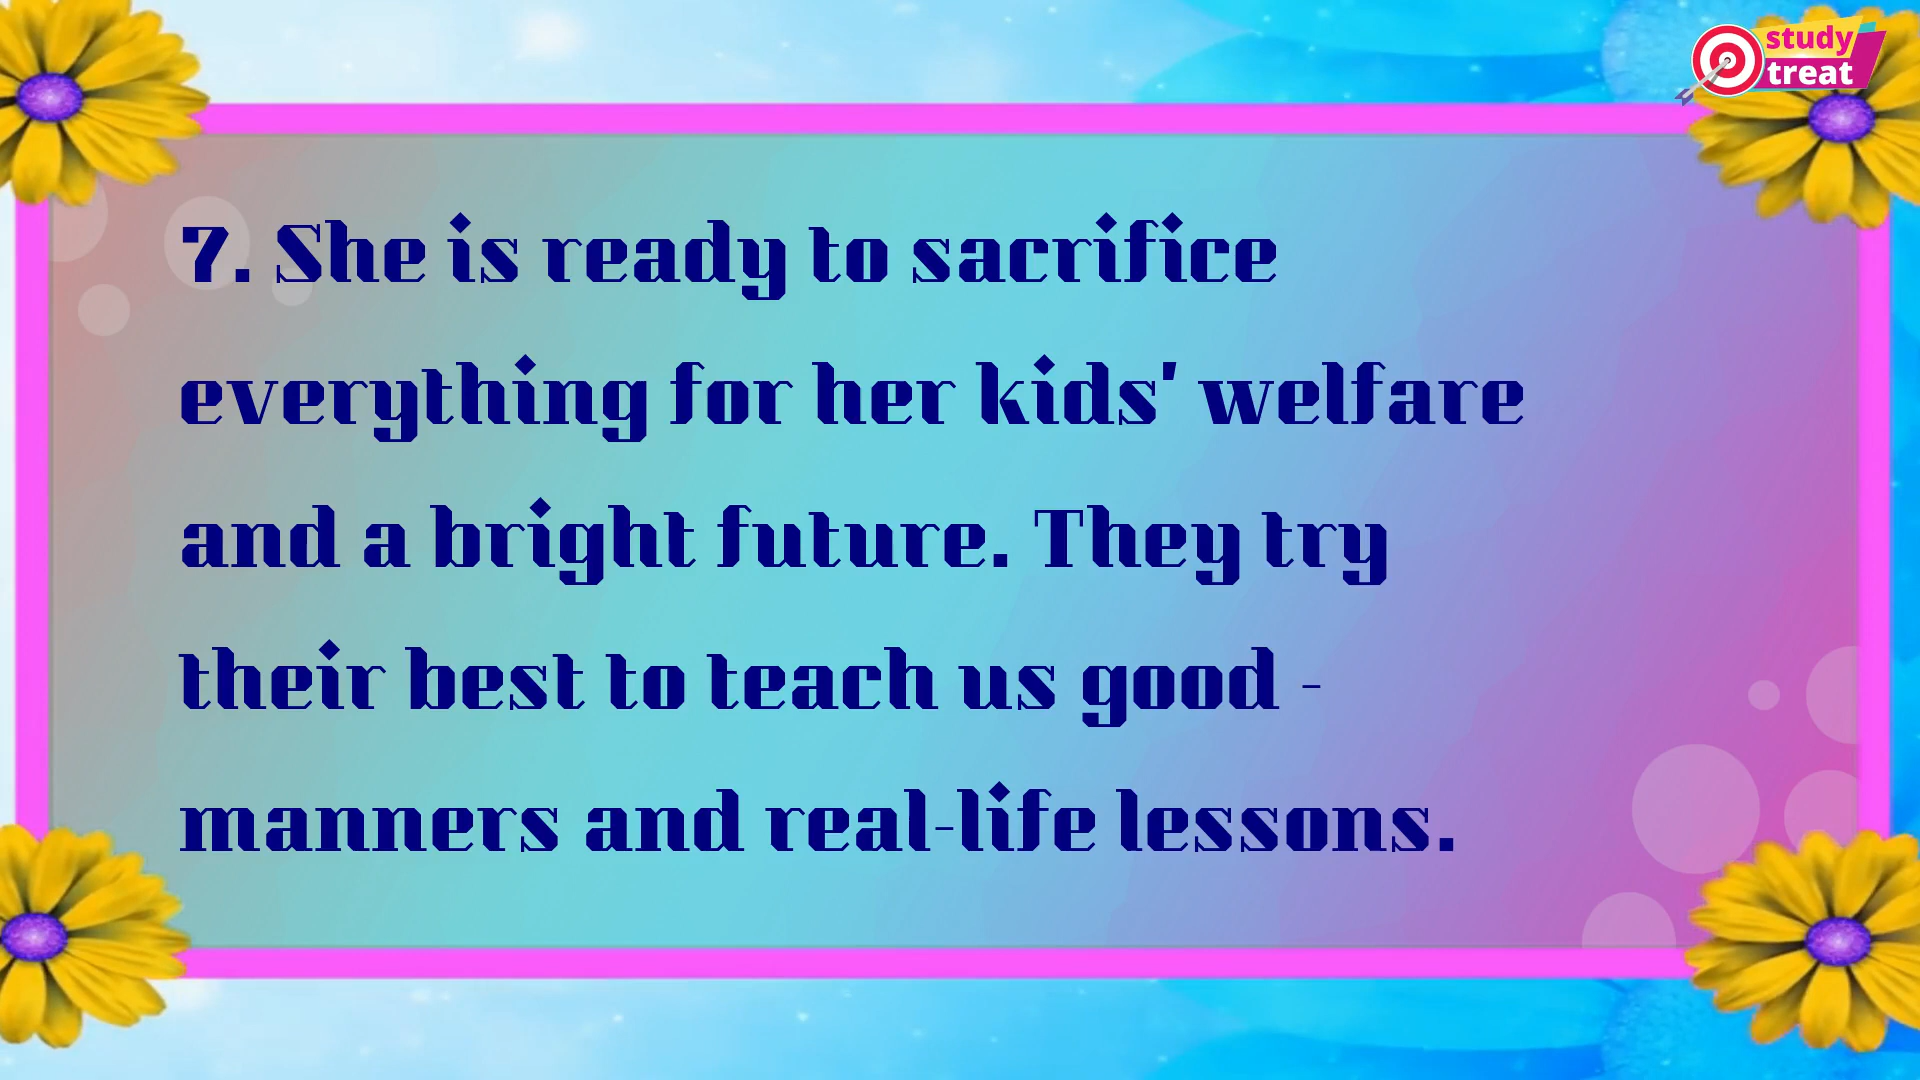 study
treat
7. She is ready to sacrifice
everything for her kids' welfare
and a bright future. They try
their best to teach us good -
manners and real-life lessons.